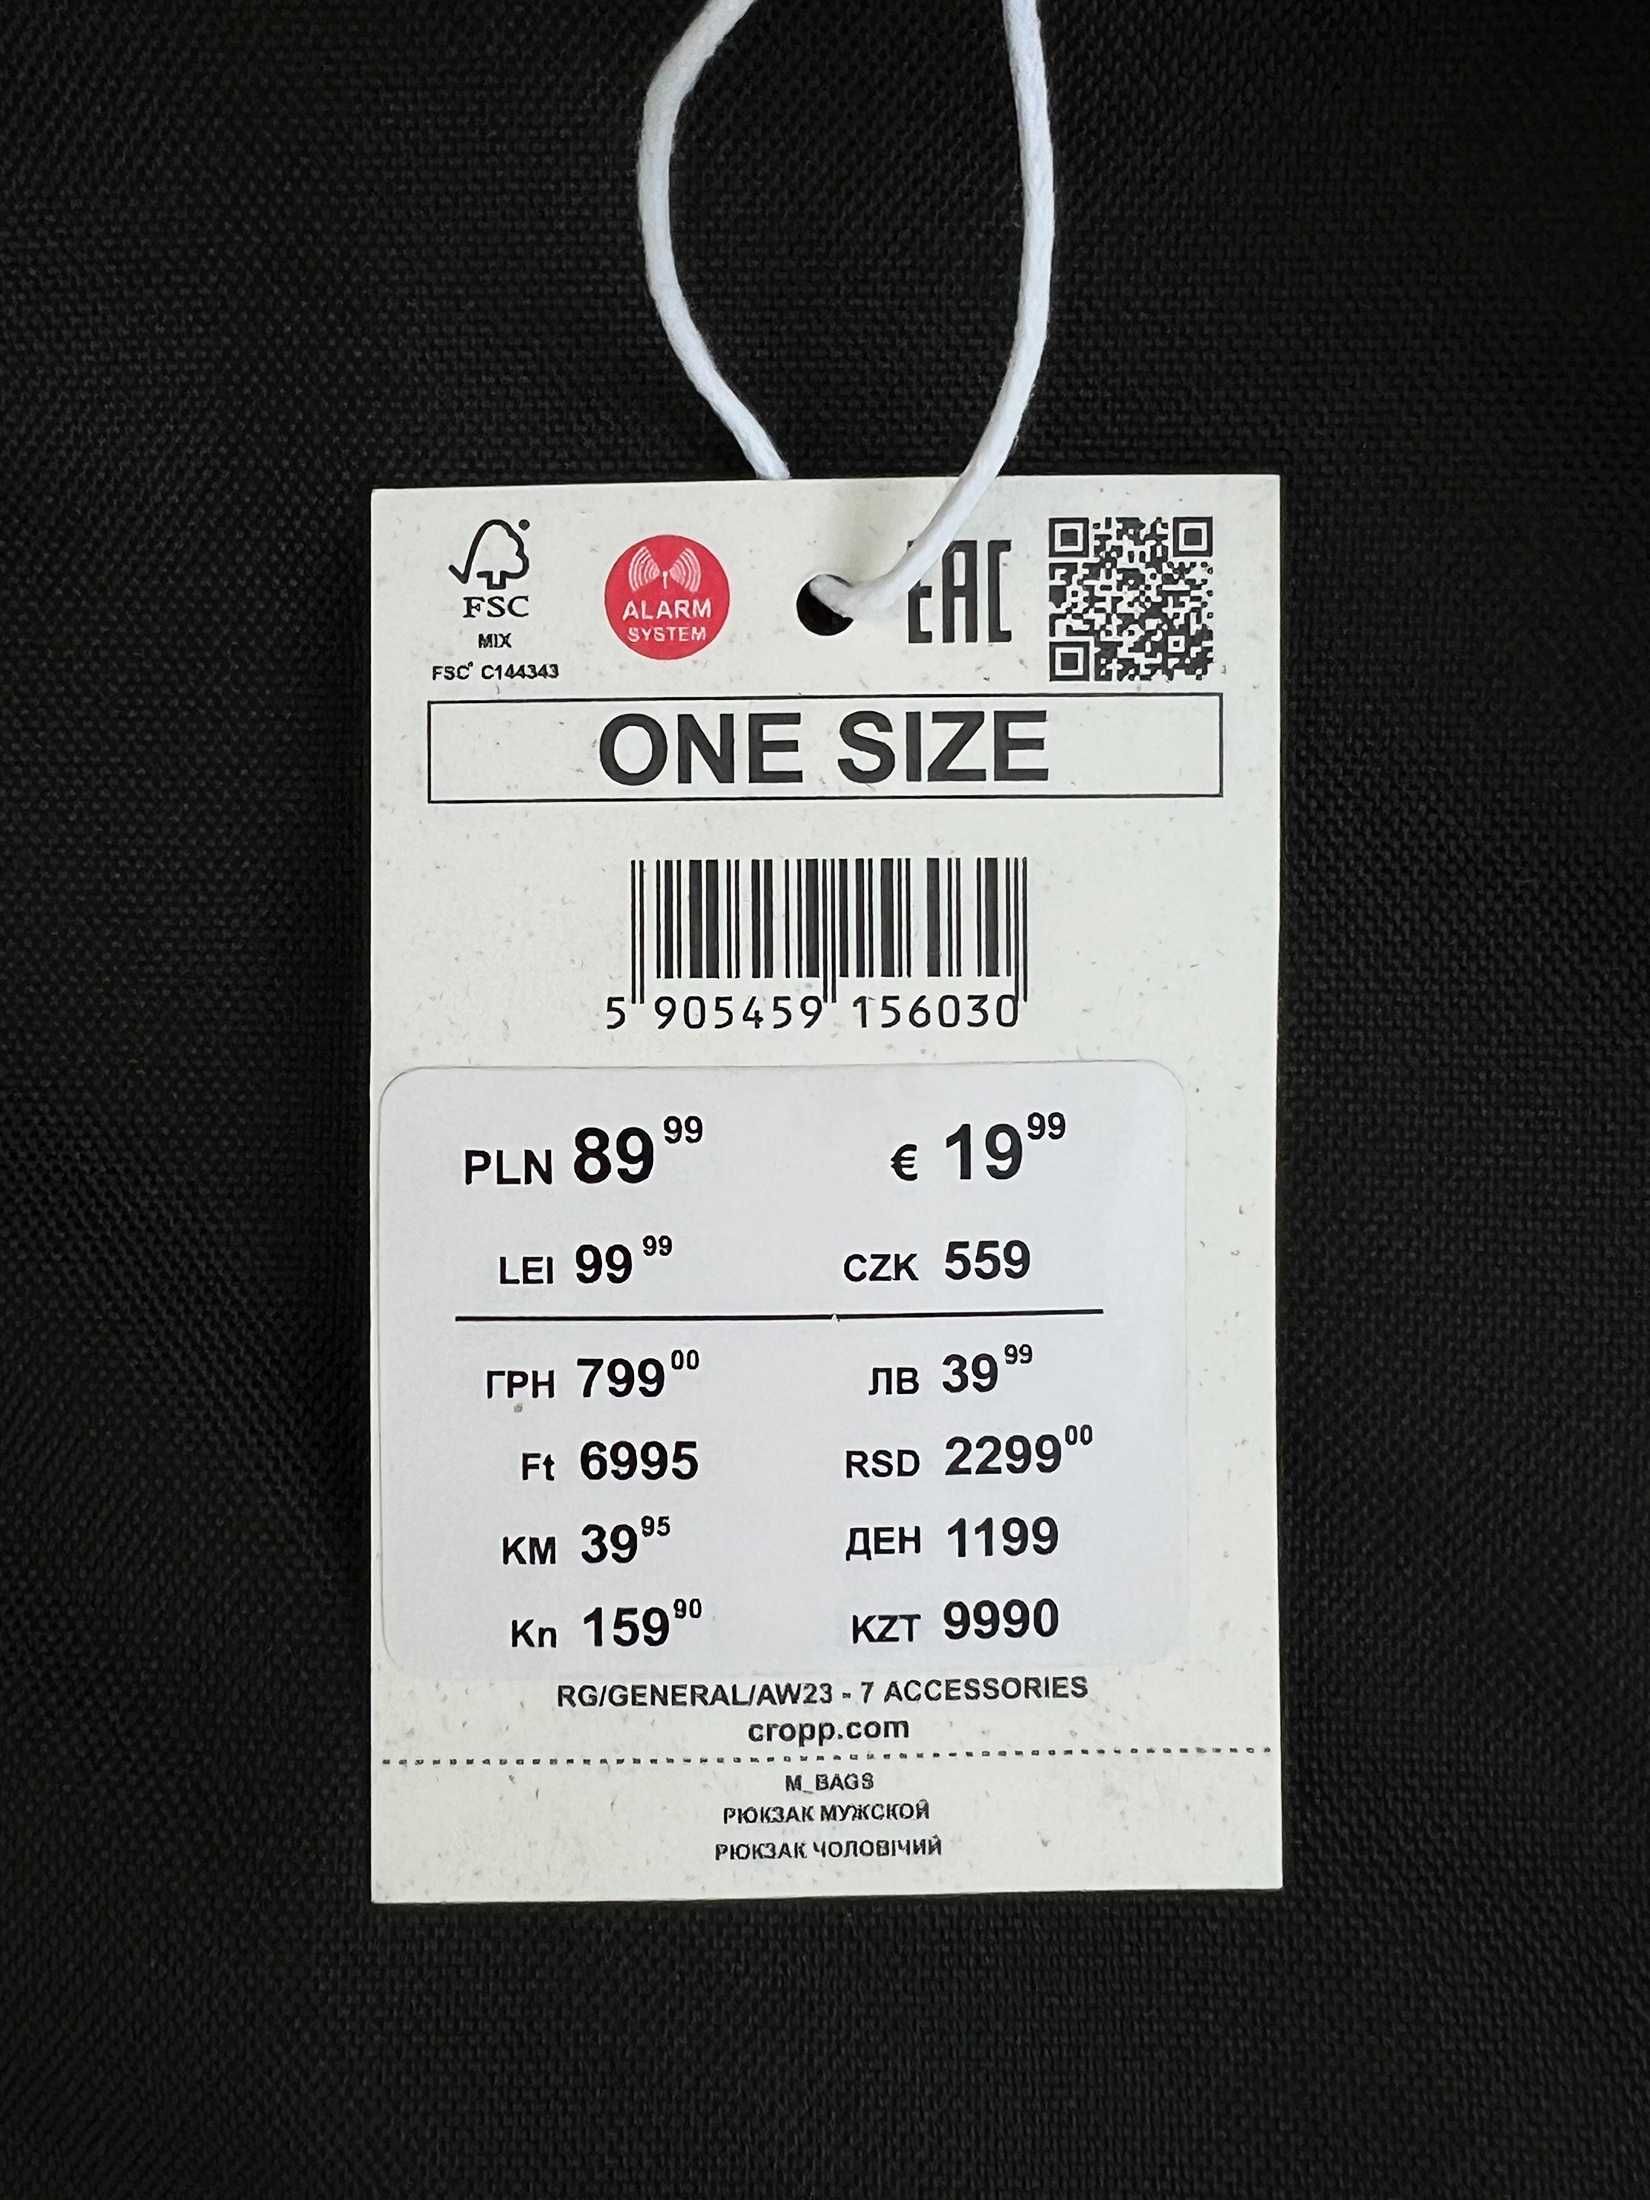 FSC
MIX
FSC® C144343
ALARM
SYSTEM
EAC
ONE SIZE
5 905459 156030
PLN 89 99 € 19 99
LEI 99 99 CZK 559
ГРН 799 00 ЛВ 39 99
Ft 6995 RSD 2299 00
KM 39 95 ДЕН 1199
Kn 159 90 KZT 9990
RG/GENERAL/AW23 - 7 ACCESSORIES
cropp.com
M_BAGS
РЮКЗАК МУЖСКОЙ
РЮКЗАК ЧОЛОВІЧИЙ